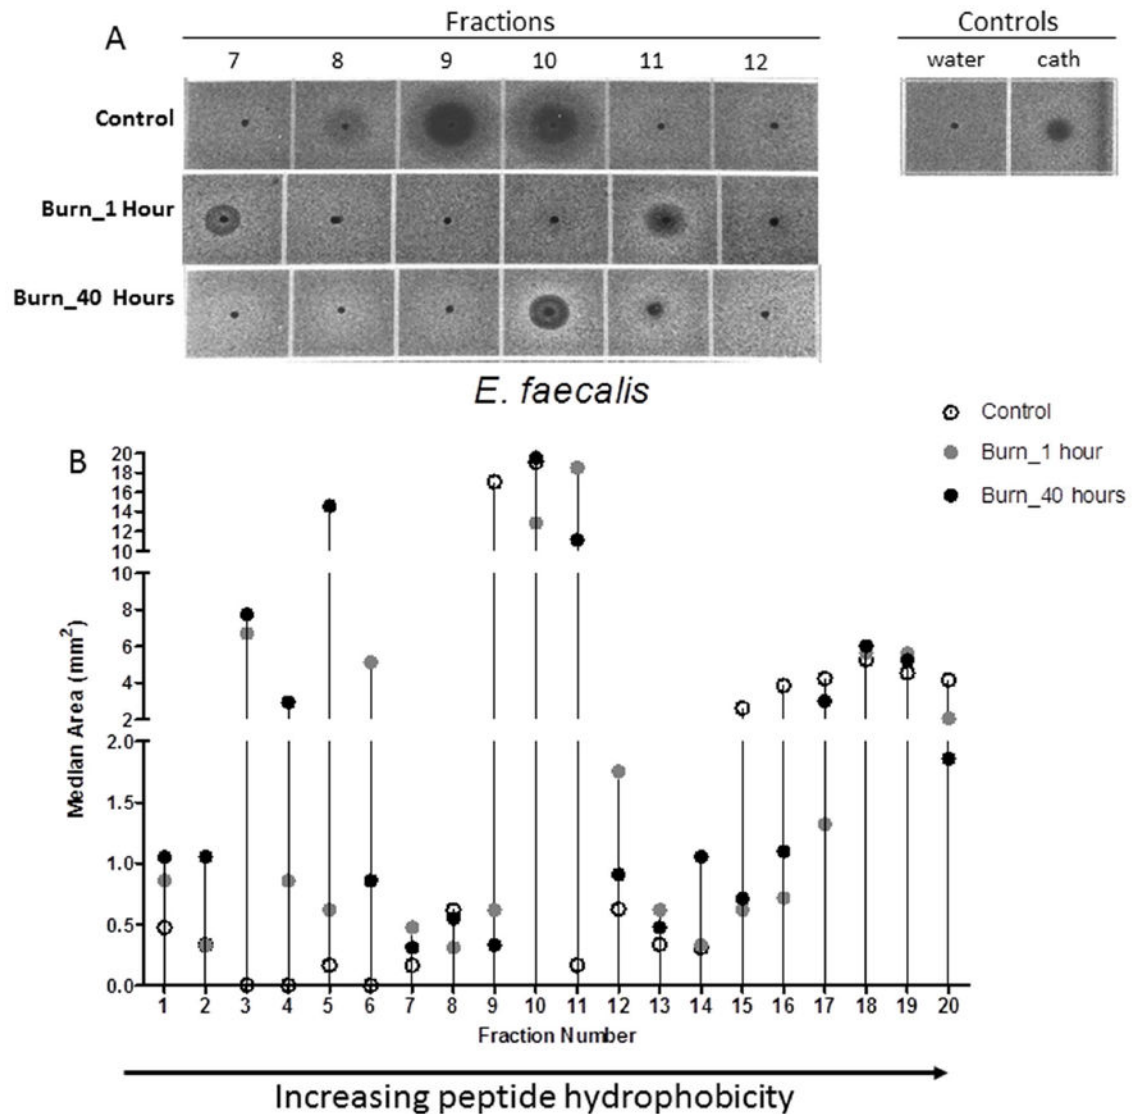 A
Fractions
7 8 9 10 11 12
Control
Burn_1 Hour
Burn_40 Hours
Controls
water cath
E. faecalis
Control
Burn_1 hour
Burn_40 hours
B
Median Area (mm²)
20
18
16
14
12
10
10
8
6
4
2
2.0
1.5
1.0
0.5
0.0
1 2 3 4 5 6 7 8 9 10 11 12 13 14 15 16 17 18 19 20
Fraction Number
Increasing peptide hydrophobicity